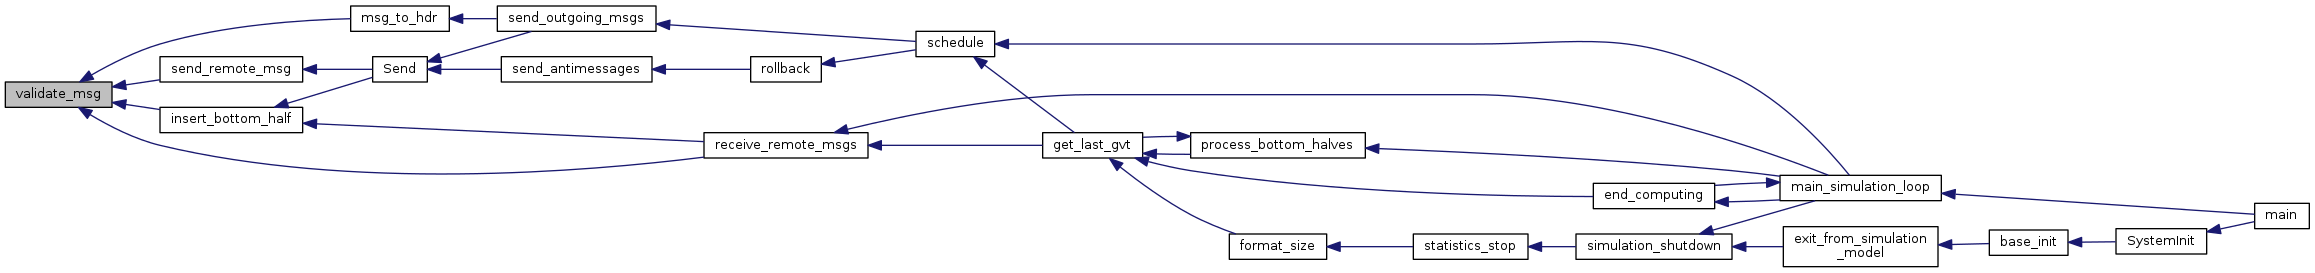 validate_msg
msg_to_hdr
send_remote_msg
insert_bottom_half
Send
send_outgoing_msgs
send_antimessages
receive_remote_msgs
rollback
schedule
get_last_gvt
process_bottom_halves
format_size
statistics_stop
end_computing
simulation_shutdown
main_simulation_loop
exit_from_simulation
_model
base_init
SystemInit
main